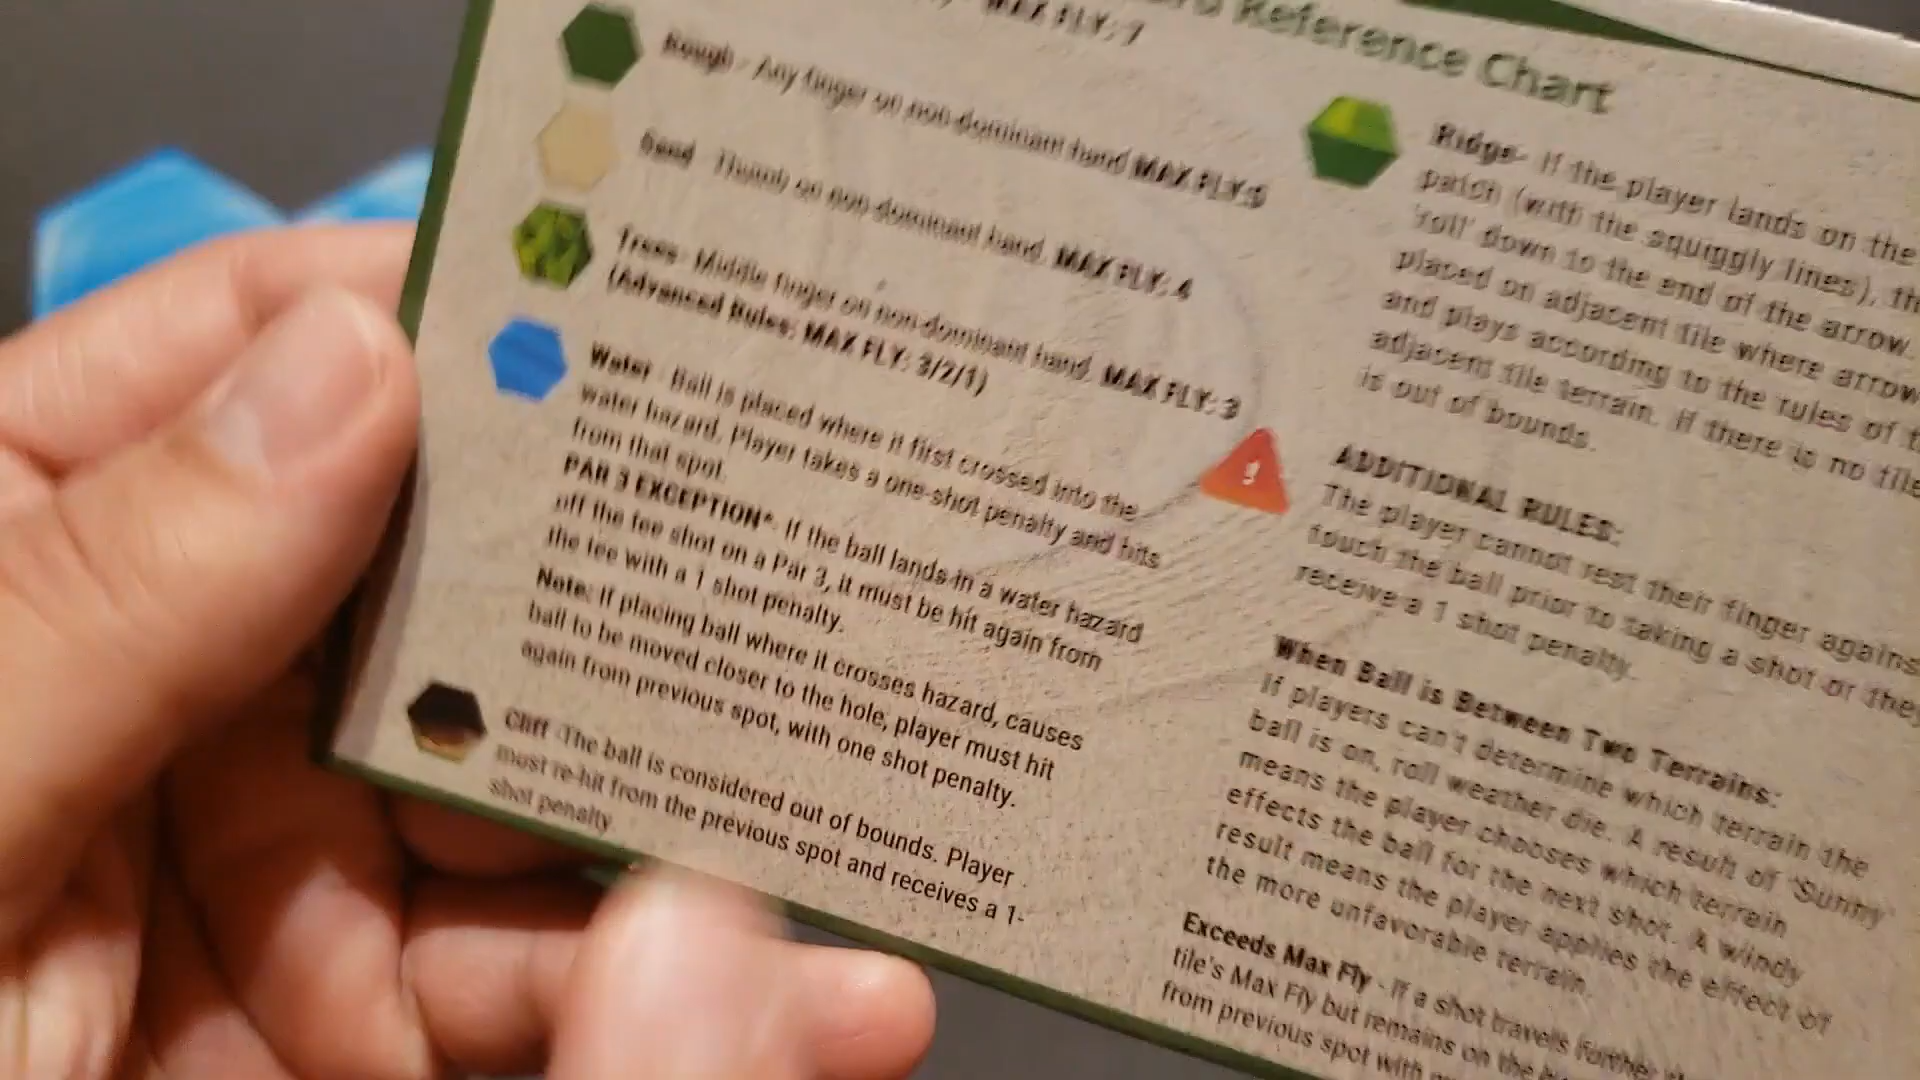 MAX FLY: 7
Reference Chart
Rough - Any finger on non-dominant hand MAX FLY:5
Sand - Thumb on non-dominant hand. MAX FLY: 4
Trees- Middle finger on non-dominant hand. MAX FLY: 3
(Advanced Rules: MAX FLY: 3/2/1)
Water - Ball is placed where it first crossed into the
water hazard. Player takes a one-shot penalty and hits
from that spot.
PAR 3 EXCEPTION*: If the ball lands in a water hazard
off the tee shot on a Par 3, it must be hit again from
the tee with a 1 shot penalty.
Note: If placing ball where it crosses hazard, causes
ball to be moved closer to the hole, player must hit
again from previous spot, with one shot penalty.
Cliff -The ball is considered out of bounds. Player
must re-hit from the previous spot and receives a 1-
shot penalty.
Ridge- If the player lands on the
patch (with the squiggly lines), th
'roll' down to the end of the arrow.
placed on adjacent tile where arrow
and plays according to the rules of t
adjacent tile terrain. If there is no tile
is out of bounds.
!
ADDITIONAL RULES:
The player cannot rest their finger agains
touch the ball prior to taking a shot or they
receive a 1 shot penalty.
When Ball is Between Two Terrains:
If players can't determine which terrain the
ball is on, roll weather die. A result of 'Sunny'
means the player chooses which terrain
effects the ball for the next shot. A windy
result means the player applies the effect of
the more unfavorable terrain.
Exceeds Max Fly - If a shot travels further
tile's Max Fly but remains on the
from previous spot with